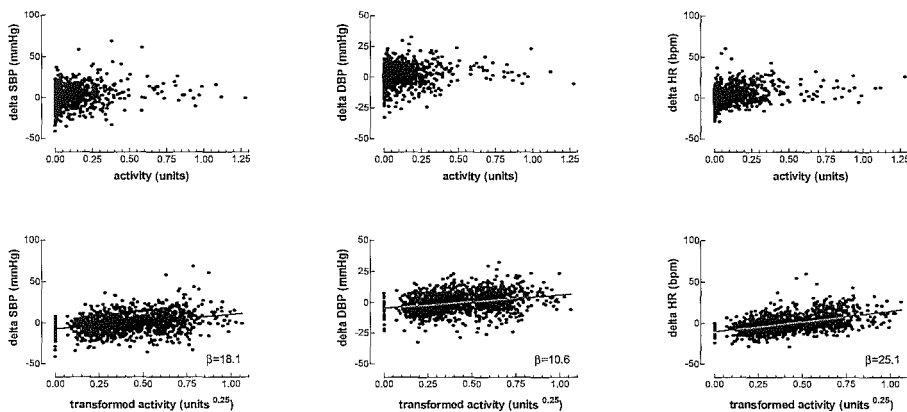 delta SBP (mmHg)
100
50
0
-50
0.00 0.25 0.50 0.75 1.00 1.25
activity (units)
delta DBP (mmHg)
50
25
0
-25
-50
0.00 0.25 0.50 0.75 1.00 1.25
activity (units)
delta HR (bpm)
100
50
0
-50
0.00 0.25 0.50 0.75 1.00 1.25
activity (units)
delta SBP (mmHg)
100
50
0
-50
β=18.1
0.00 0.25 0.50 0.75 1.00
transformed activity (units 0.25)
delta DBP (mmHg)
50
25
0
-25
-50
β=10.6
0.00 0.25 0.50 0.75 1.00
transformed activity (units 0.25)
delta HR (bpm)
100
50
0
-50
β=25.1
0.00 0.25 0.50 0.75 1.00
transformed activity (units 0.25)